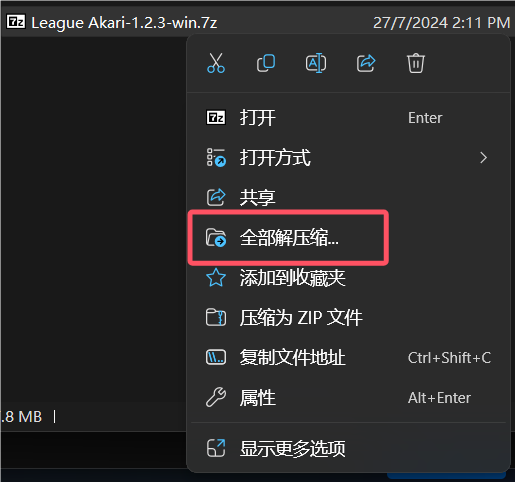 7z League Akari-1.2.3-win.7z 27/7/2024 2:11 PM
A
7z 打开 Enter
打开方式
共享
全部解压缩...
添加到收藏夹
压缩为 ZIP 文件
复制文件地址 Ctrl+Shift+C
属性 Alt+Enter
.8 MB
显示更多选项